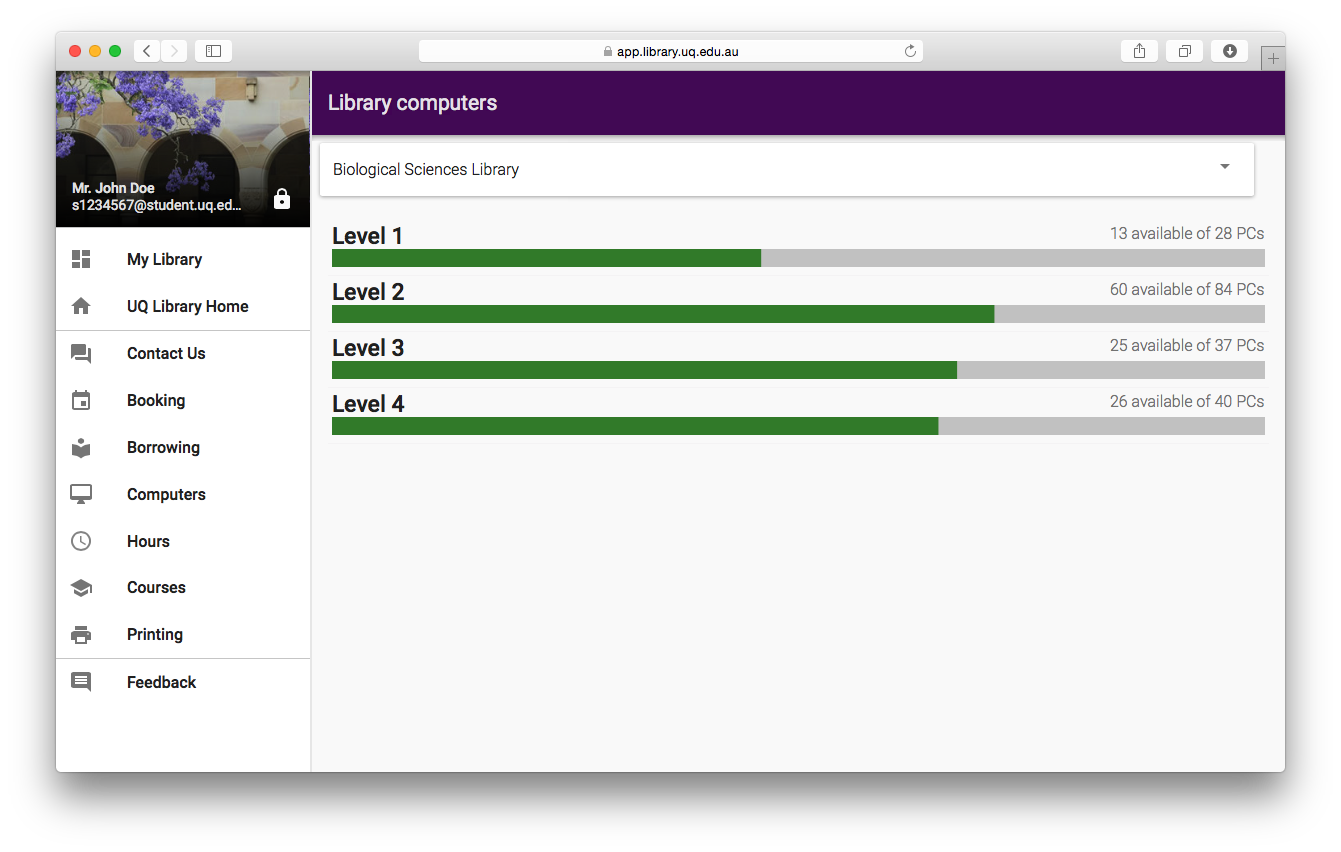 app.library.uq.edu.au
Library computers
Mr. John Doe
s1234567@student.uq.ed...
My Library
UQ Library Home
Contact Us
Booking
Borrowing
Computers
Hours
Courses
Printing
Feedback
Biological Sciences Library
Level 1
13 available of 28 PCs
Level 2
60 available of 84 PCs
Level 3
25 available of 37 PCs
Level 4
26 available of 40 PCs